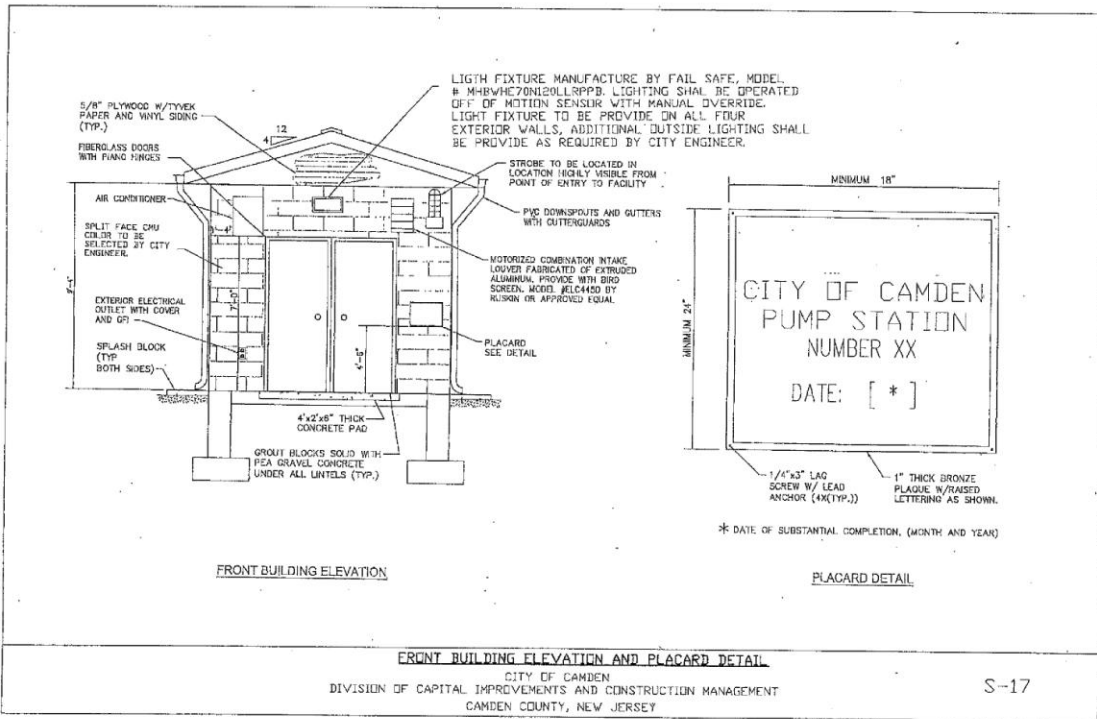 LIGTH FIXTURE MANUFACTURE BY FAIL SAFE, MODEL
# MHBWHE70N120LLRPPB. LIGHTING SHAL BE OPERATED
OFF OF MOTION SENSOR WITH MANUAL OVERRIDE.
LIGHT FIXTURE TO BE PROVIDE ON ALL FOUR
EXTERIOR WALLS, ADDITIONAL OUTSIDE LIGHTING SHALL
BE PROVIDE AS REQUIRED BY CITY ENGINEER.
5/8" PLYWOOD W/TYVEK
PAPER AND VINYL SIDING
(TYP.)
12
4
FIBERGLASS DOORS
WITH PIANO HINGES
AIR CONDITIONER
SPLIT FACE CMU
COLOR TO BE
SELECTED BY CITY
ENGINEER.
EXTERIOR ELECTRICAL
OUTLET WITH COVER
AND GFI
SPLASH BLOCK
(TYP
BOTH SIDES)
7'-0"
4'-6"
STROBE TO BE LOCATED IN
LOCATION HIGHLY VISIBLE FROM
POINT OF ENTRY TO FACILITY
PVC DOWNSPOUTS AND GUTTERS
WITH GUTTERGUARDS
MOTORIZED COMBINATION INTAKE
LOUVER FABRICATED OF EXTRUDED
ALUMINUM. PROVIDE WITH BIRD
SCREEN. MODEL #ELC445D BY
RUSKIN OR APPROVED EQUAL
PLACARD
SEE DETAIL
4'x2'x6" THICK
CONCRETE PAD
GROUT BLOCKS SOLID WITH
PEA GRAVEL CONCRETE
UNDER ALL LINTELS (TYP.)
FRONT BUILDING ELEVATION
MINIMUM 18"
MINIMUM 24"
CITY OF CAMDEN
PUMP STATION
NUMBER XX
DATE: [ * ]
1/4"x3" LAG
SCREW W/ LEAD
ANCHOR (4X(TYP.))
1" THICK BRONZE
PLAQUE W/RAISED
LETTERING AS SHOWN.
* DATE OF SUBSTANTIAL COMPLETION, (MONTH AND YEAR)
PLACARD DETAIL
FRONT BUILDING ELEVATION AND PLACARD DETAIL
CITY OF CAMDEN
DIVISION OF CAPITAL IMPROVEMENTS AND CONSTRUCTION MANAGEMENT
CAMDEN COUNTY, NEW JERSEY
S-17